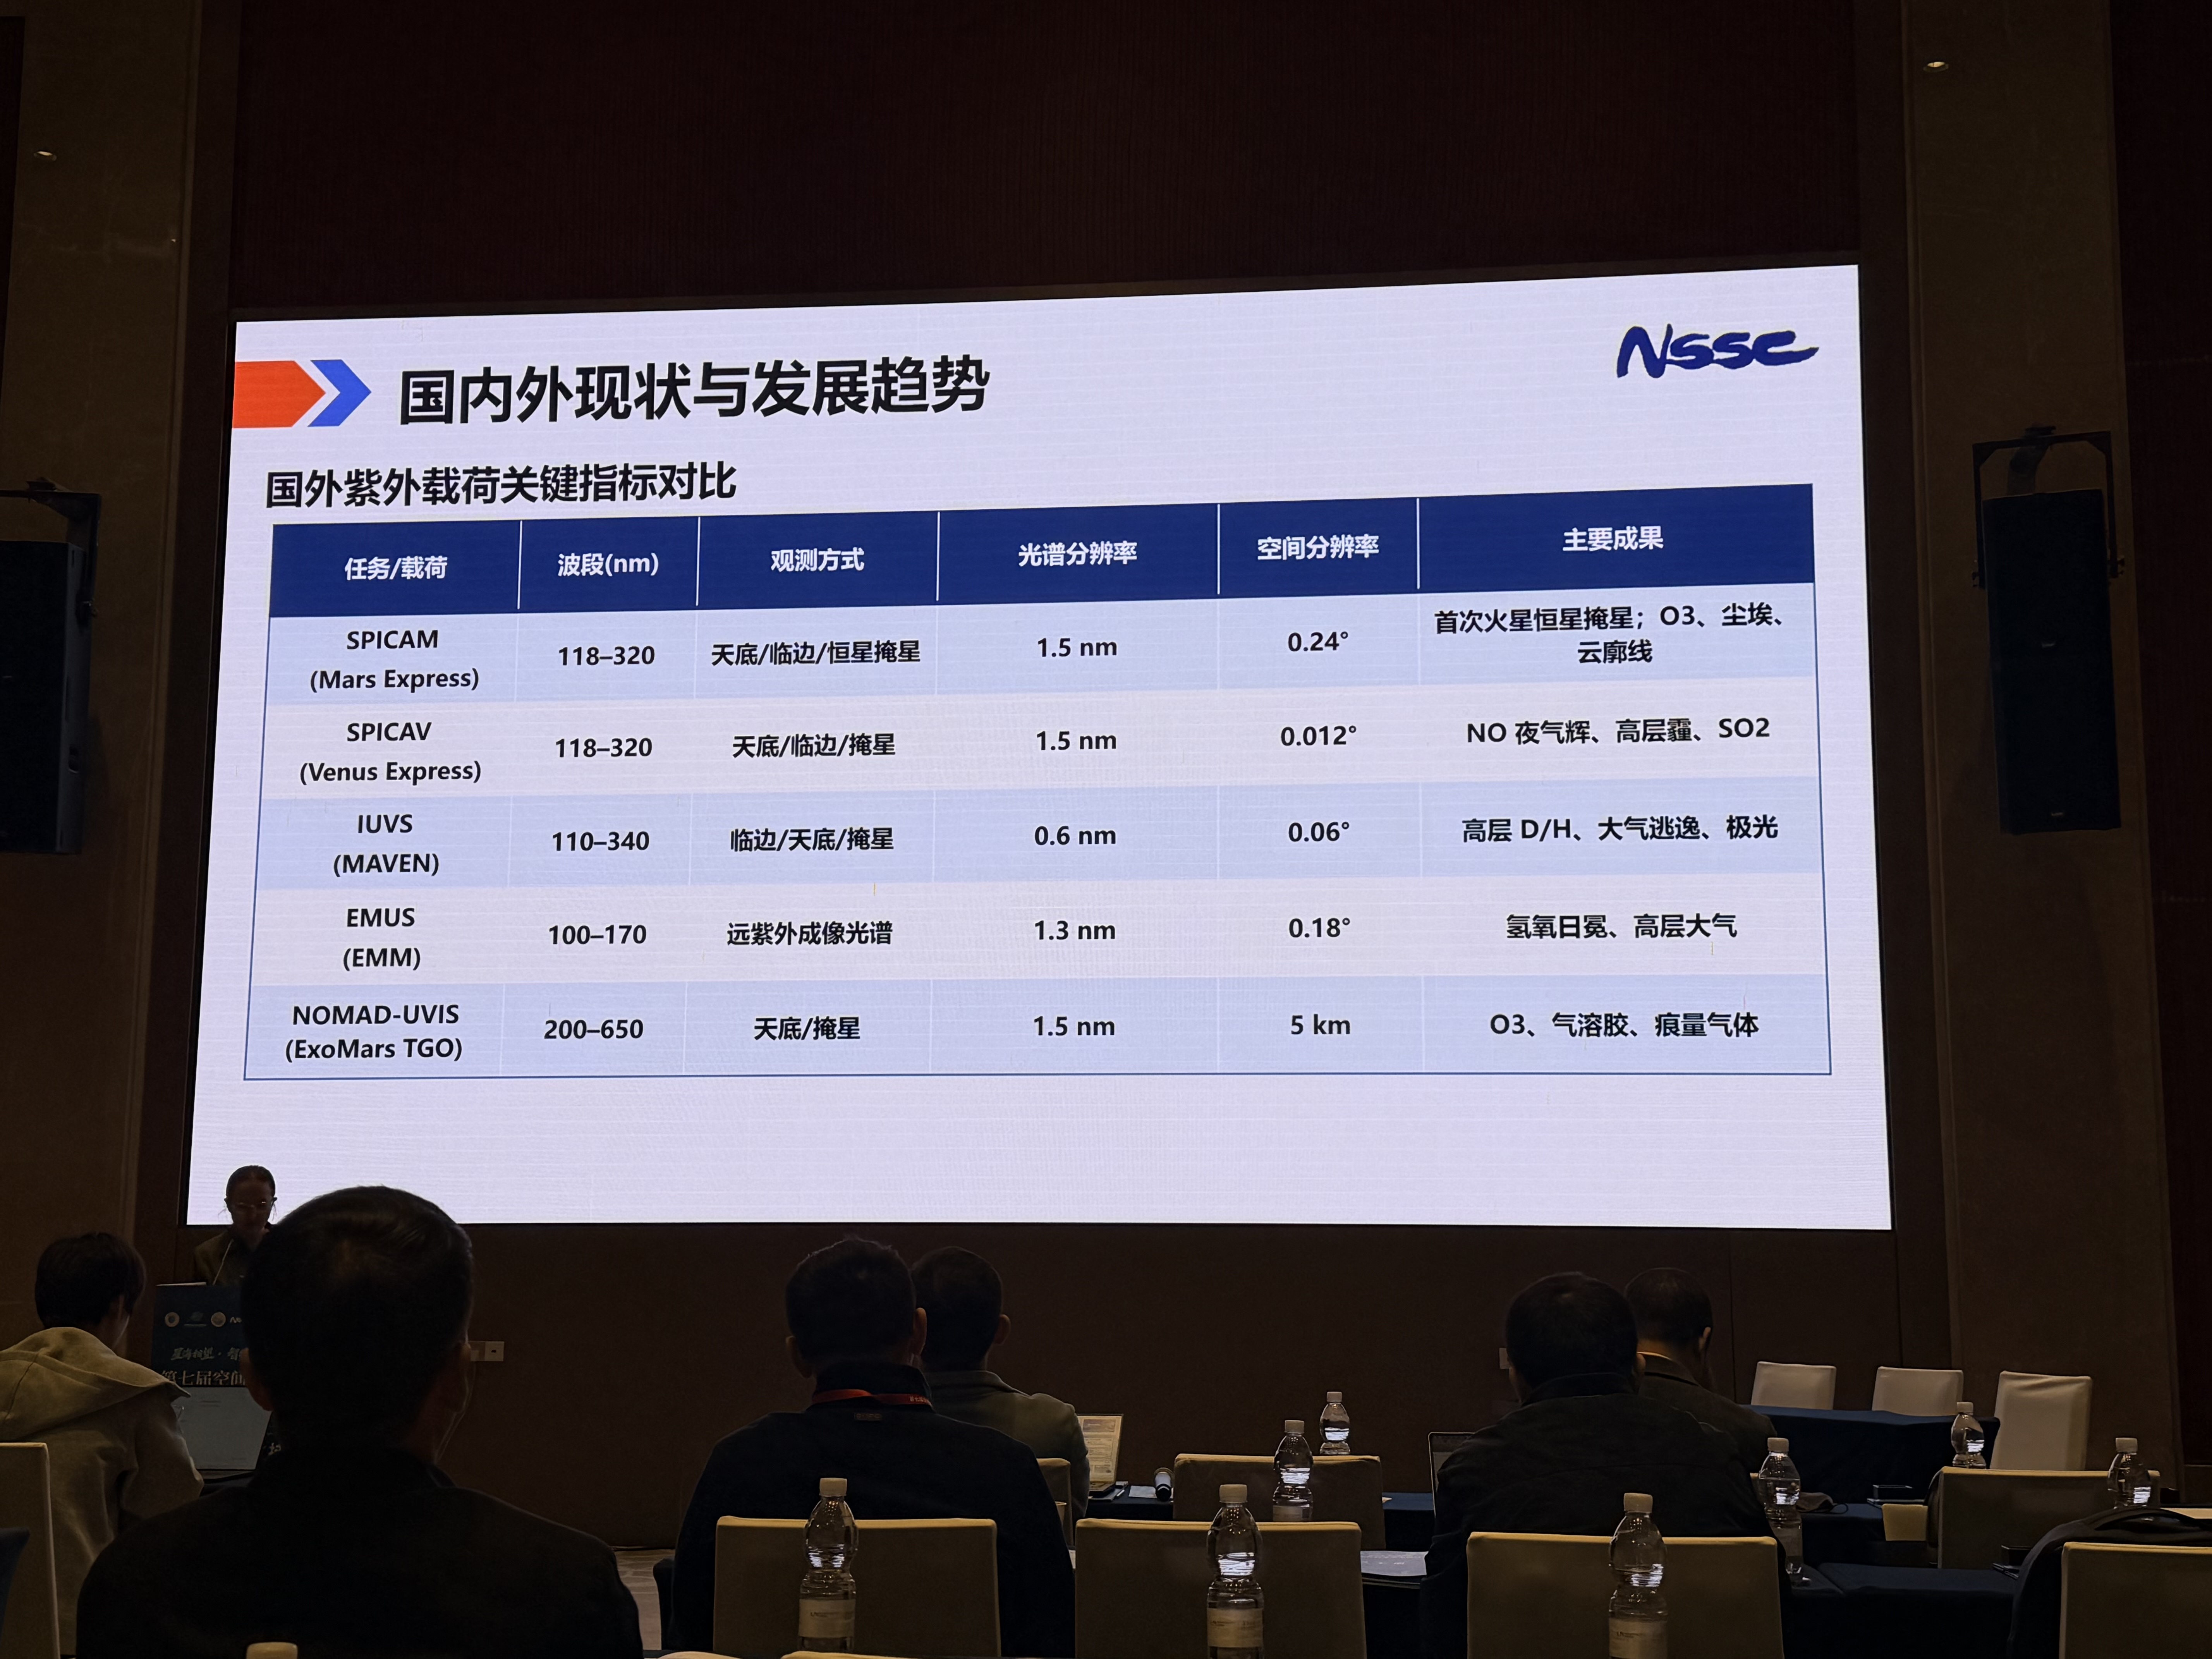 国内外现状与发展趋势
NSSC
国外紫外载荷关键指标对比
任务/载荷 波段(nm) 观测方式 光谱分辨率 空间分辨率 主要成果
SPICAM
(Mars Express) 118–320 天底/临边/恒星掩星 1.5 nm 0.24° 首次火星恒星掩星；O3、尘埃、
云廓线
SPICAV
(Venus Express) 118–320 天底/临边/掩星 1.5 nm 0.012° NO 夜气辉、高层霾、SO2
IUVS
(MAVEN) 110–340 临边/天底/掩星 0.6 nm 0.06° 高层 D/H、大气逃逸、极光
EMUS
(EMM) 100–170 远紫外成像光谱 1.3 nm 0.18° 氢氧日冕、高层大气
NOMAD-UVIS
(ExoMars TGO) 200–650 天底/掩星 1.5 nm 5 km O3、气溶胶、痕量气体
第七届空间